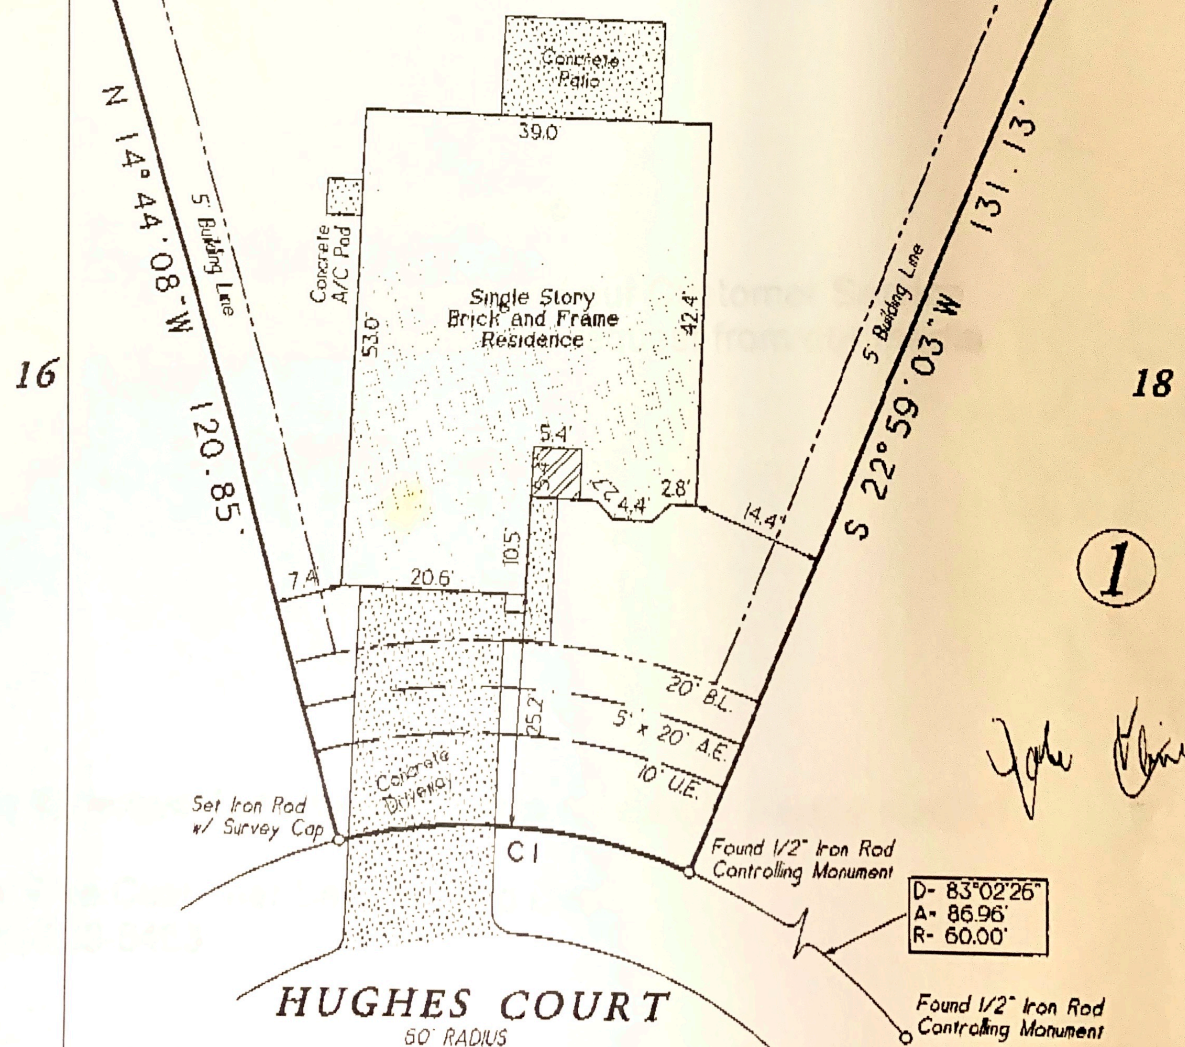 Concrete
Patio
39.0'
N 14°44'08"W 120.85'
5' Building Line
Concrete
A/C Pad
53.0'
Single Story
Brick and Frame
Residence
42.4'
5' Building Line
S 22°59'03"W 131.13'
16
18
5.4'
5.4'
2.7'
4.4'
2.8'
14.4'
10.5'
7.4'
20.6'
1
20' B.L.
5' x 20' A.E.
10' U.E.
25.2'
Concrete
Driveway
Set Iron Rod
w/ Survey Cap
C1
Found 1/2" Iron Rod
Controlling Monument
D- 83°02'26"
A- 86.96'
R- 60.00'
HUGHES COURT
60' RADIUS
Found 1/2" Iron Rod
Controlling Monument